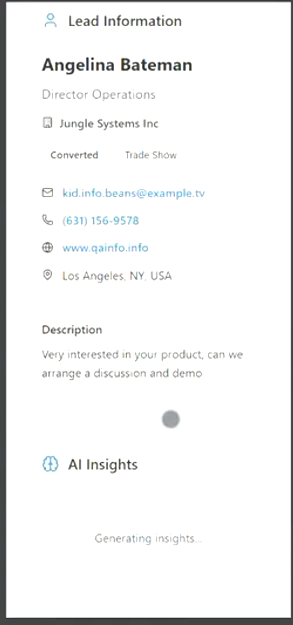 Lead Information
Angelina Bateman
Director Operations
Jungle Systems Inc
Converted Trade Show
kid.info.beans@example.tv
(631) 156-9578
www.qainfo.info
Los Angeles, NY, USA
Description
Very interested in your product, can we
arrange a discussion and demo
AI Insights
Generating insights...